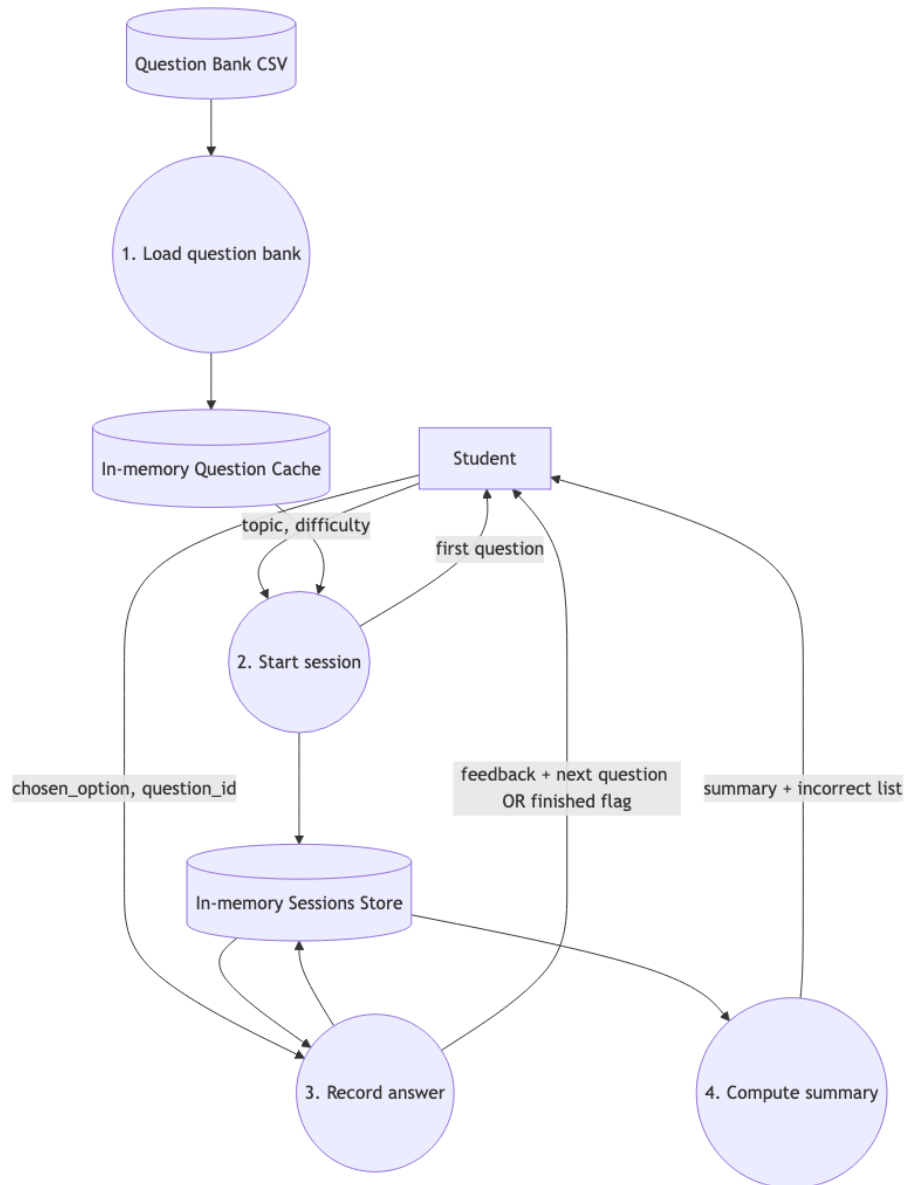 Question Bank CSV
1. Load question bank
In-memory Question Cache
Student
topic, difficulty
first question
2. Start session
chosen_option, question_id
feedback + next question
OR finished flag
summary + incorrect list
In-memory Sessions Store
3. Record answer
4. Compute summary